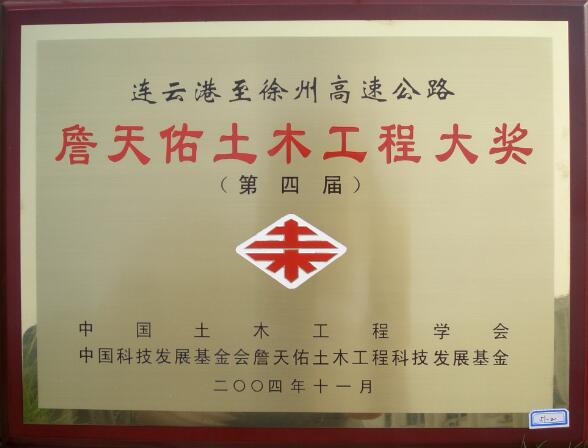 连云港至徐州高速公路
詹天佑土木工程大奖
（第四届）
中国土木工程学会
中国科技发展基金会詹天佑土木工程科技发展基金
二〇〇四年十一月